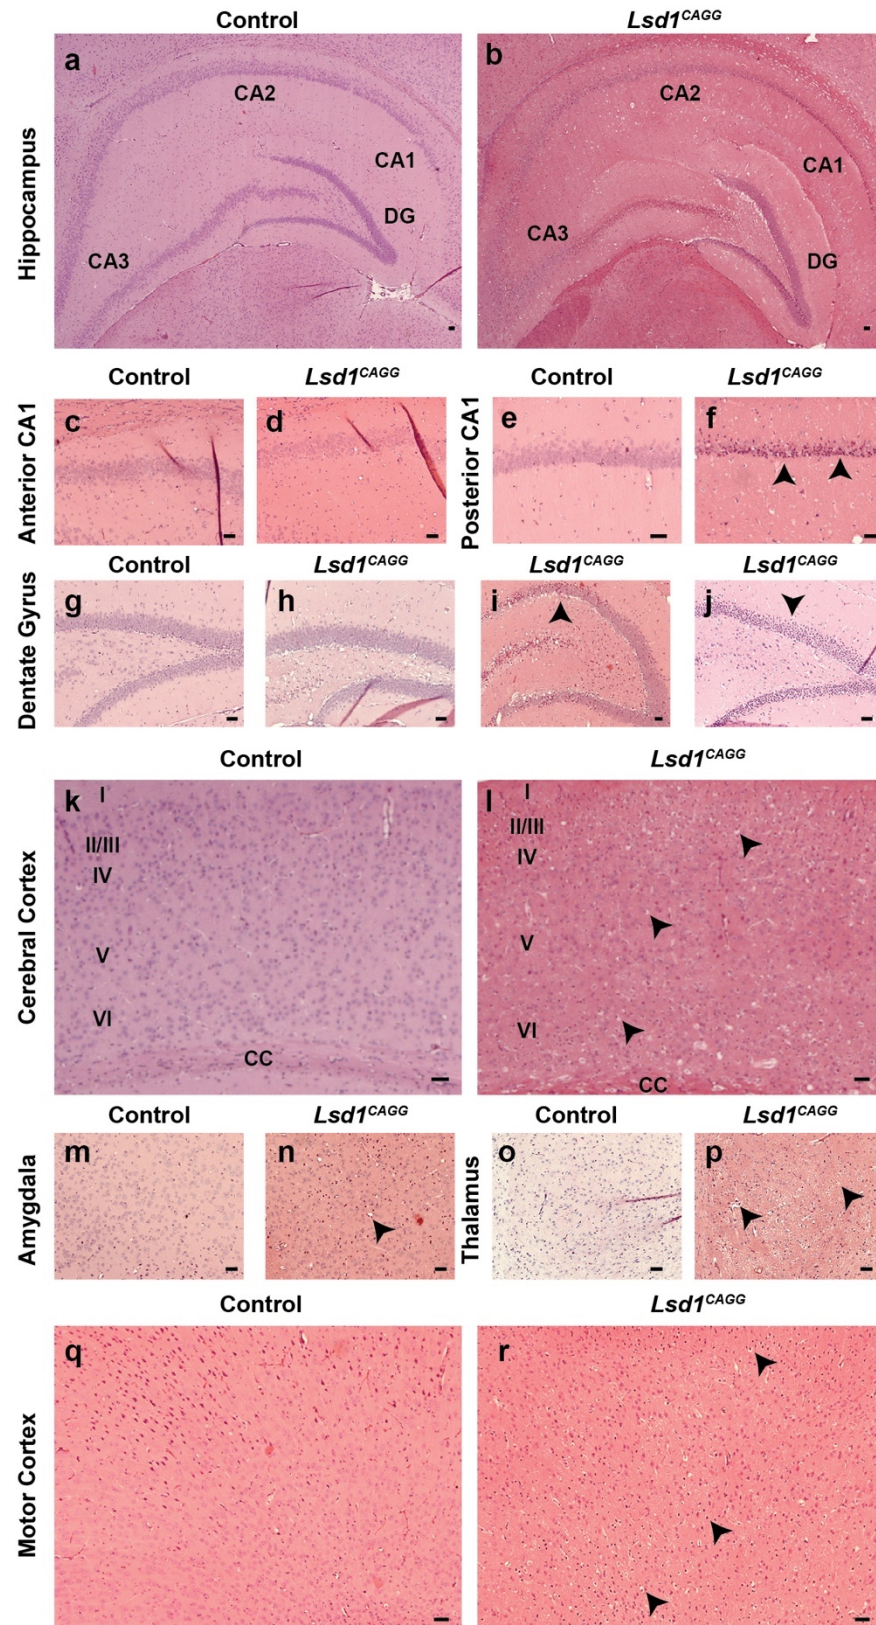 Control Lsd1CAGG
Hippocampus
a b
CA2 CA2
CA1 CA1
DG
CA3 CA3
DG
Control Lsd1CAGG Control Lsd1CAGG
Anterior CA1
c d
Posterior CA1
e f
Control Lsd1CAGG Lsd1CAGG Lsd1CAGG
Dentate Gyrus
g h i j
Control Lsd1CAGG
Cerebral Cortex
k l
I I
II/III II/III
IV IV
V V
VI VI
CC CC
Control Lsd1CAGG Control Lsd1CAGG
Amygdala
m n
Thalamus
o p
Control Lsd1CAGG
Motor Cortex
q r